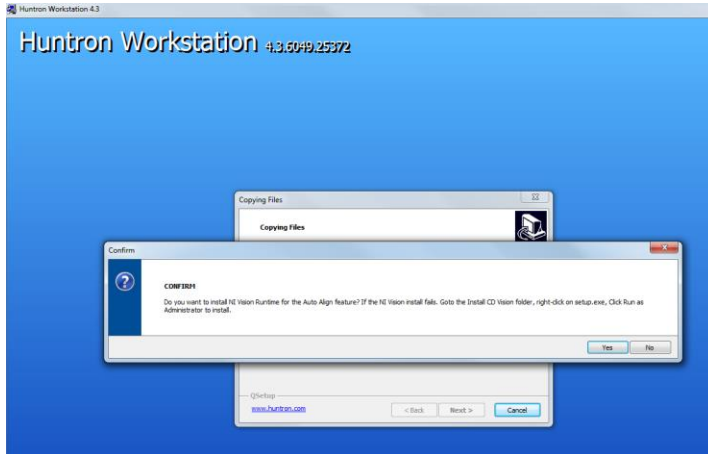 Huntron Workstation 4.3
Huntron Workstation 4.3.6049.25372
Copying Files
Copying Files
Confirm
CONFIRM
Do you want to install NI Vision Runtime for the Auto Align feature? If the NI Vision install fails. Goto the Install CD Vision folder, right-click on setup.exe, Click Run as
Administrator to install.
Yes No
QSetup
www.huntron.com
< Back Next > Cancel